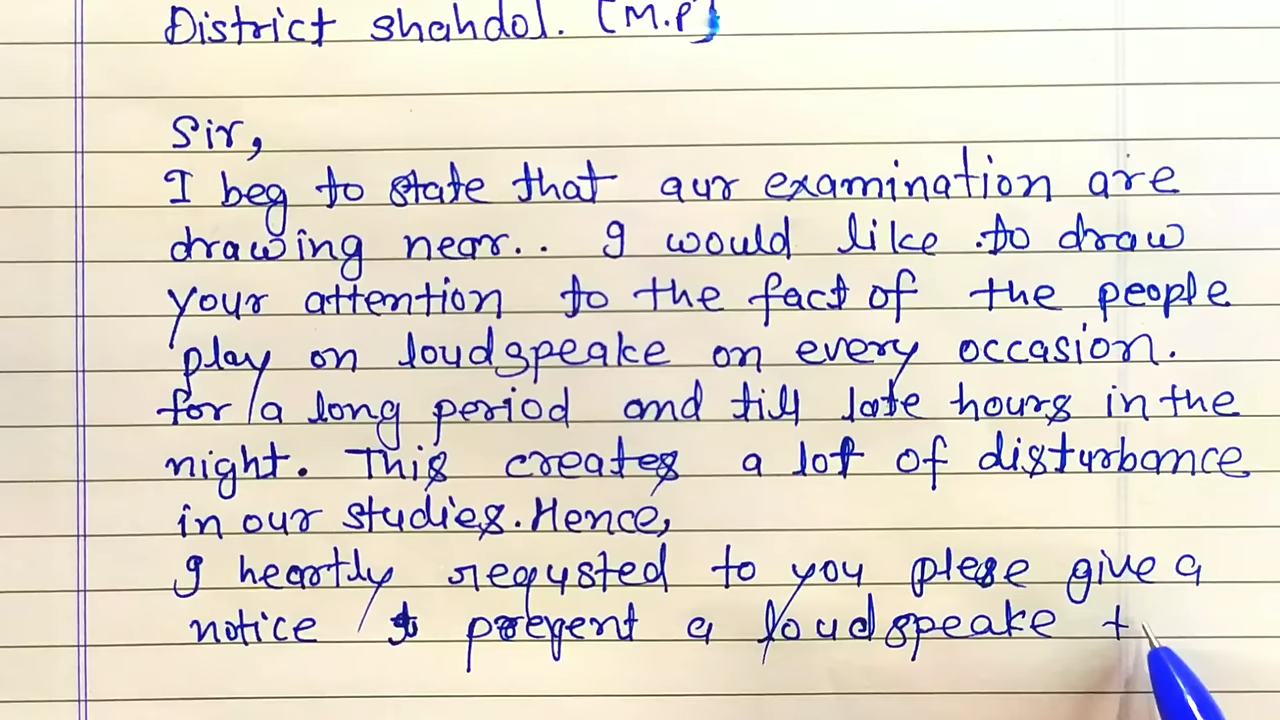 District shahdol. (M.P)
Sir,
I beg to state that our examination are
drawing near.. I would like to draw
your attention to the fact of the people
play on loudspeake on every occasion.
for a long period and till late hours in the
night. This creates a lot of disturbance
in our studies. Hence,
I heartly requsted to you plese give a
notice to prevent a loudspeake t